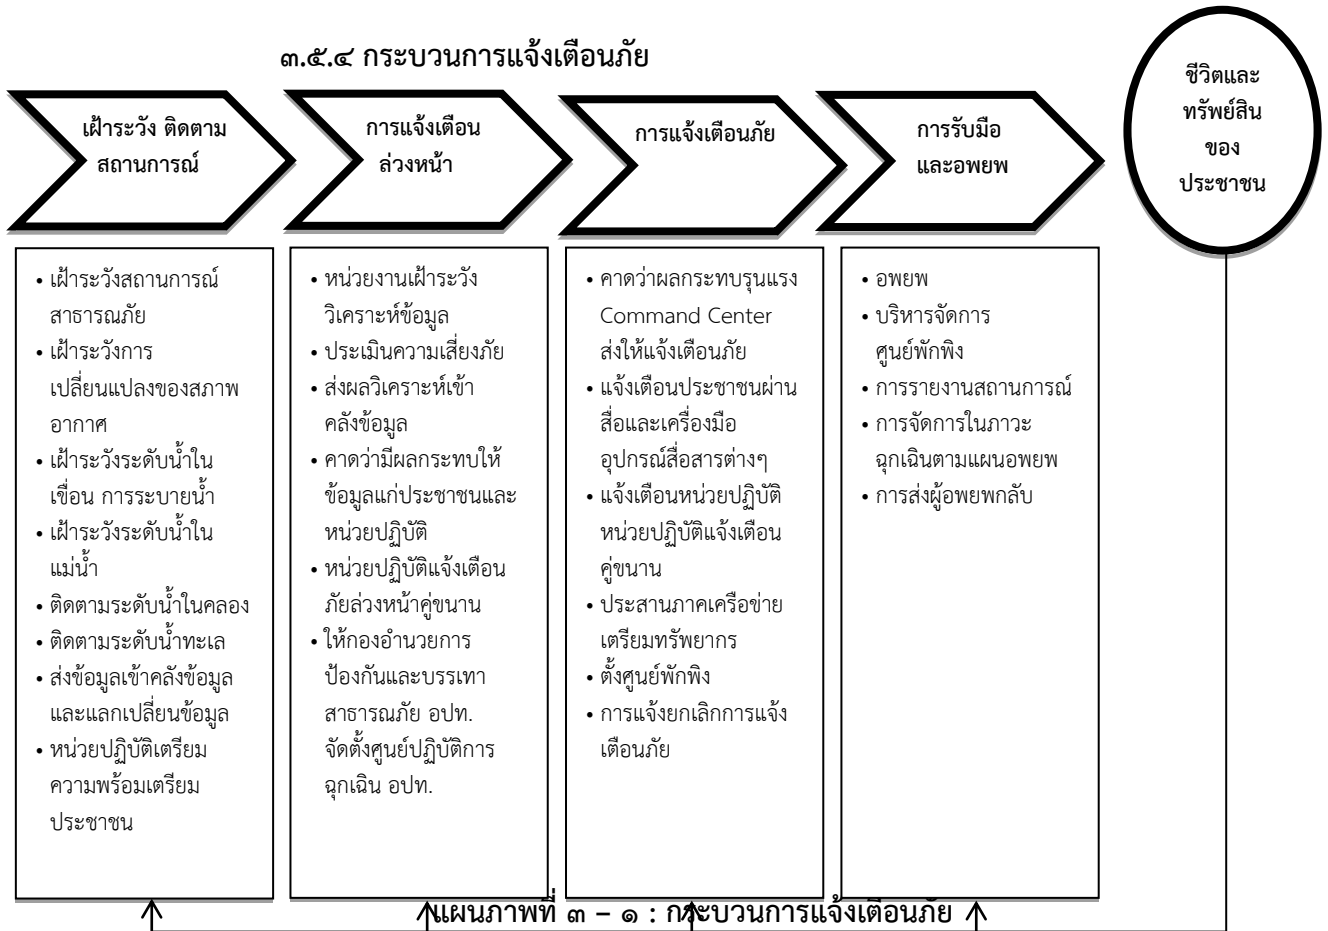 ๓.๕.๔ กระบวนการแจ้งเตือนภัย
เฝ้าระวัง ติดตาม
สถานการณ์
การแจ้งเตือน
ล่วงหน้า
การแจ้งเตือนภัย
การรับมือ
และอพยพ
ชีวิตและ
ทรัพย์สิน
ของ
ประชาชน
• เฝ้าระวังสถานการณ์
สาธารณภัย
• เฝ้าระวังการ
เปลี่ยนแปลงของสภาพ
อากาศ
• เฝ้าระวังระดับน้ำใน
เขื่อน การระบายน้ำ
• เฝ้าระวังระดับน้ำใน
แม่น้ำ
• ติดตามระดับน้ำในคลอง
• ติดตามระดับน้ำทะเล
• ส่งข้อมูลเข้าคลังข้อมูล
และแลกเปลี่ยนข้อมูล
• หน่วยปฏิบัติเตรียม
ความพร้อมเตรียม
ประชาชน
• หน่วยงานเฝ้าระวัง
วิเคราะห์ข้อมูล
• ประเมินความเสี่ยงภัย
• ส่งผลวิเคราะห์เข้า
คลังข้อมูล
• คาดว่ามีผลกระทบให้
ข้อมูลแก่ประชาชนและ
หน่วยปฏิบัติ
• หน่วยปฏิบัติแจ้งเตือน
ภัยล่วงหน้าคู่ขนาน
• ให้กองอำนวยการ
ป้องกันและบรรเทา
สาธารณภัย อปท.
จัดตั้งศูนย์ปฏิบัติการ
ฉุกเฉิน อปท.
• คาดว่าผลกระทบรุนแรง
Command Center
ส่งให้แจ้งเตือนภัย
• แจ้งเตือนประชาชนผ่าน
สื่อและเครื่องมือ
อุปกรณ์สื่อสารต่างๆ
• แจ้งเตือนหน่วยปฏิบัติ
หน่วยปฏิบัติแจ้งเตือน
คู่ขนาน
• ประสานภาคเครือข่าย
เตรียมทรัพยากร
• ตั้งศูนย์พักพิง
• การแจ้งยกเลิกการแจ้ง
เตือนภัย
• อพยพ
• บริหารจัดการ
ศูนย์พักพิง
• การรายงานสถานการณ์
• การจัดการในภาวะ
ฉุกเฉินตามแผนอพยพ
• การส่งผู้อพยพกลับ
แผนภาพที่ ๓ – ๑ : กระบวนการแจ้งเตือนภัย